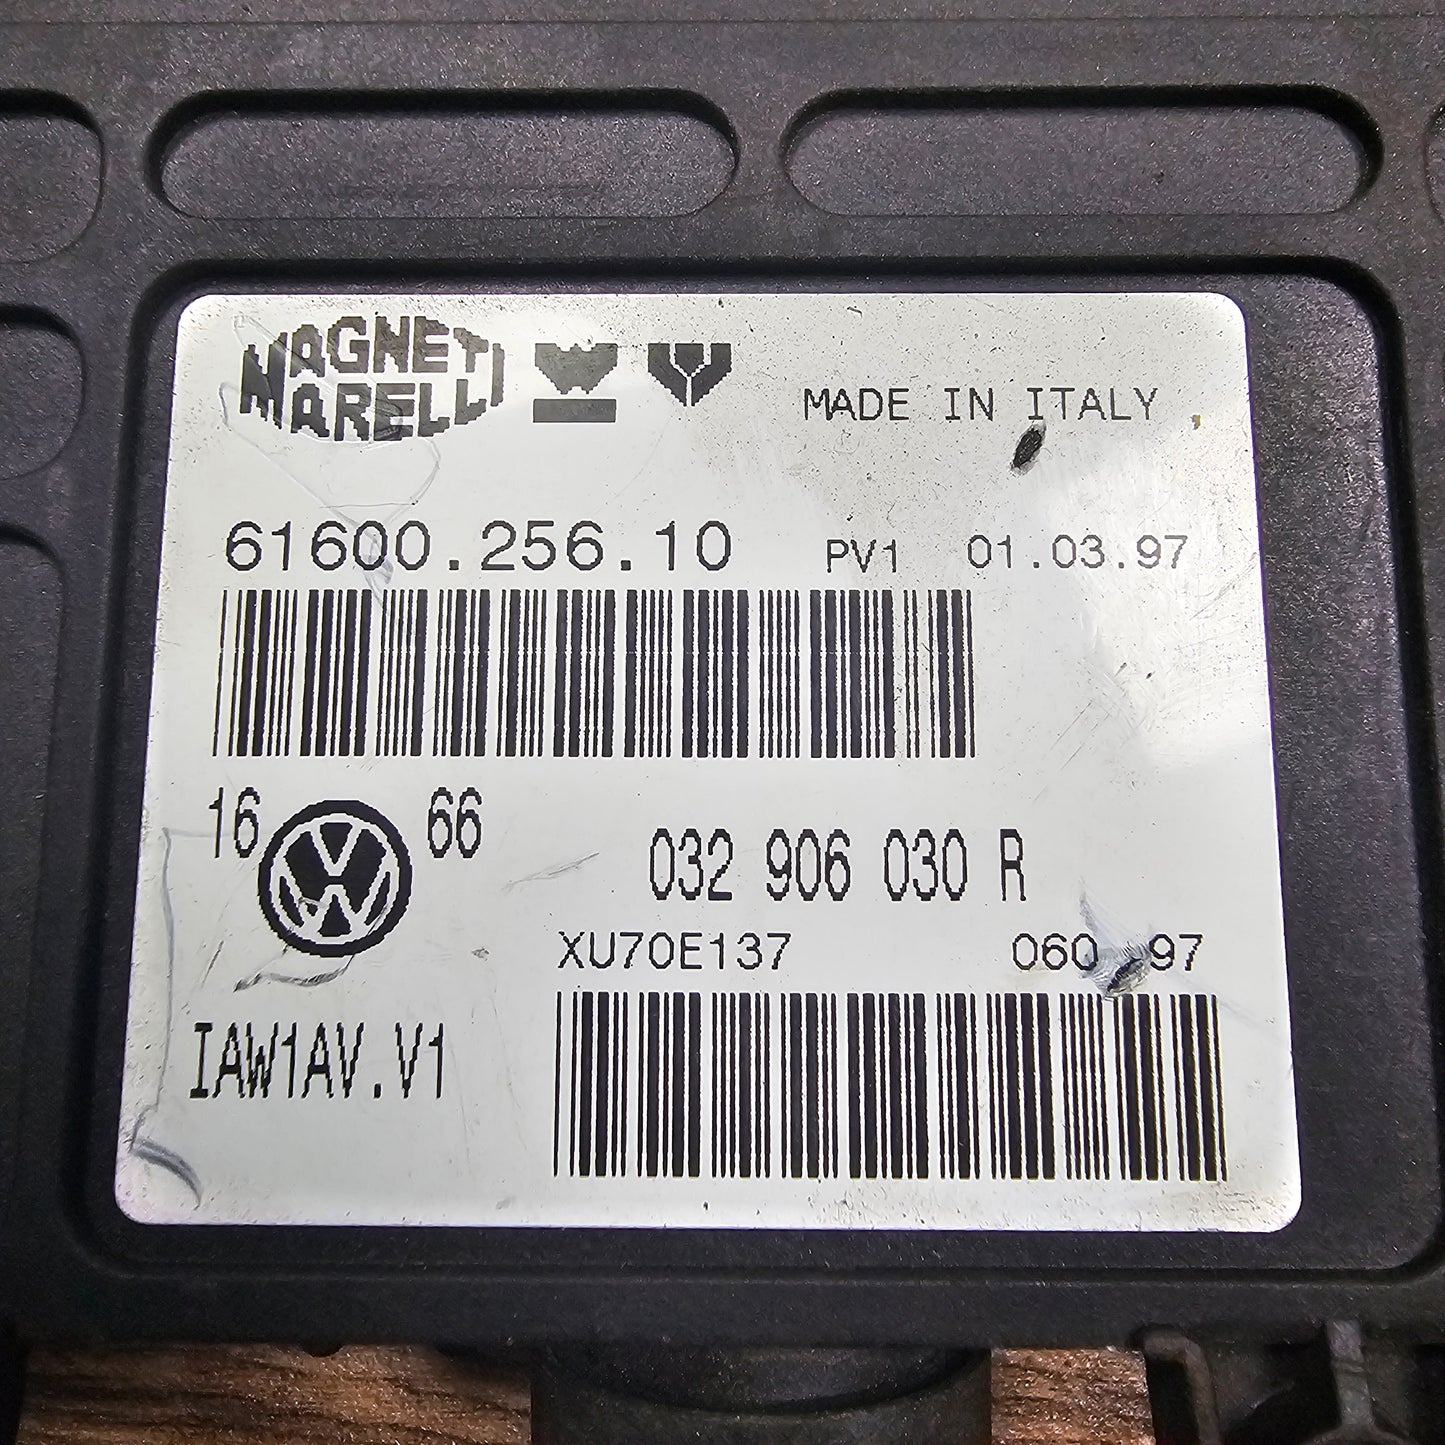 MAGNETI
MARELLI
MADE IN ITALY
61600.256.10 PV1 01.03.97
16 66
032 906 030 R
XU70E137 060 97
IAW1AV.V1